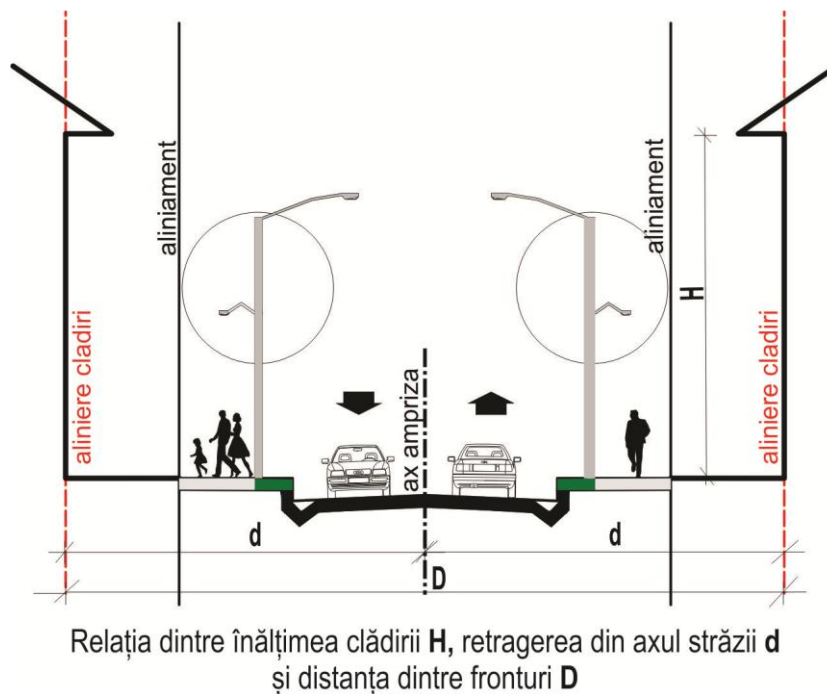 aliniament
aliniament
H
aliniere cladiri
aliniere cladiri
ax ampriza
d
d
D
Relația dintre înălțimea clădirii H, retragerea din axul străzii d
și distanța dintre fronturi D